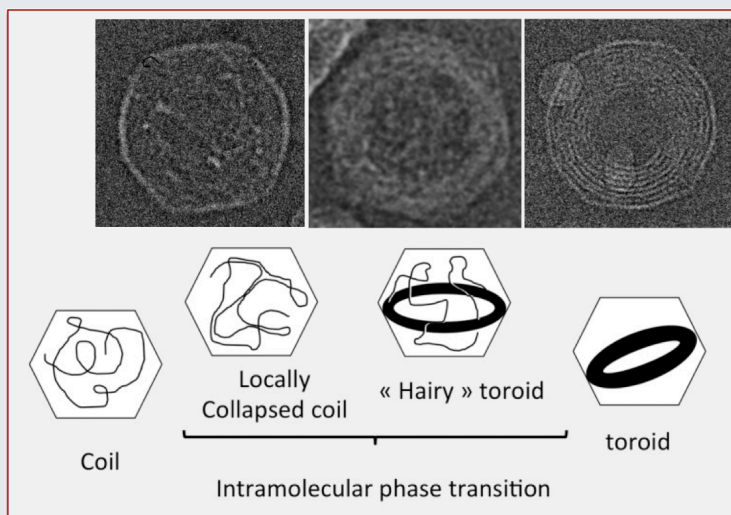 Locally
Collapsed coil
« Hairy » toroid
Coil
toroid
Intramolecular phase transition